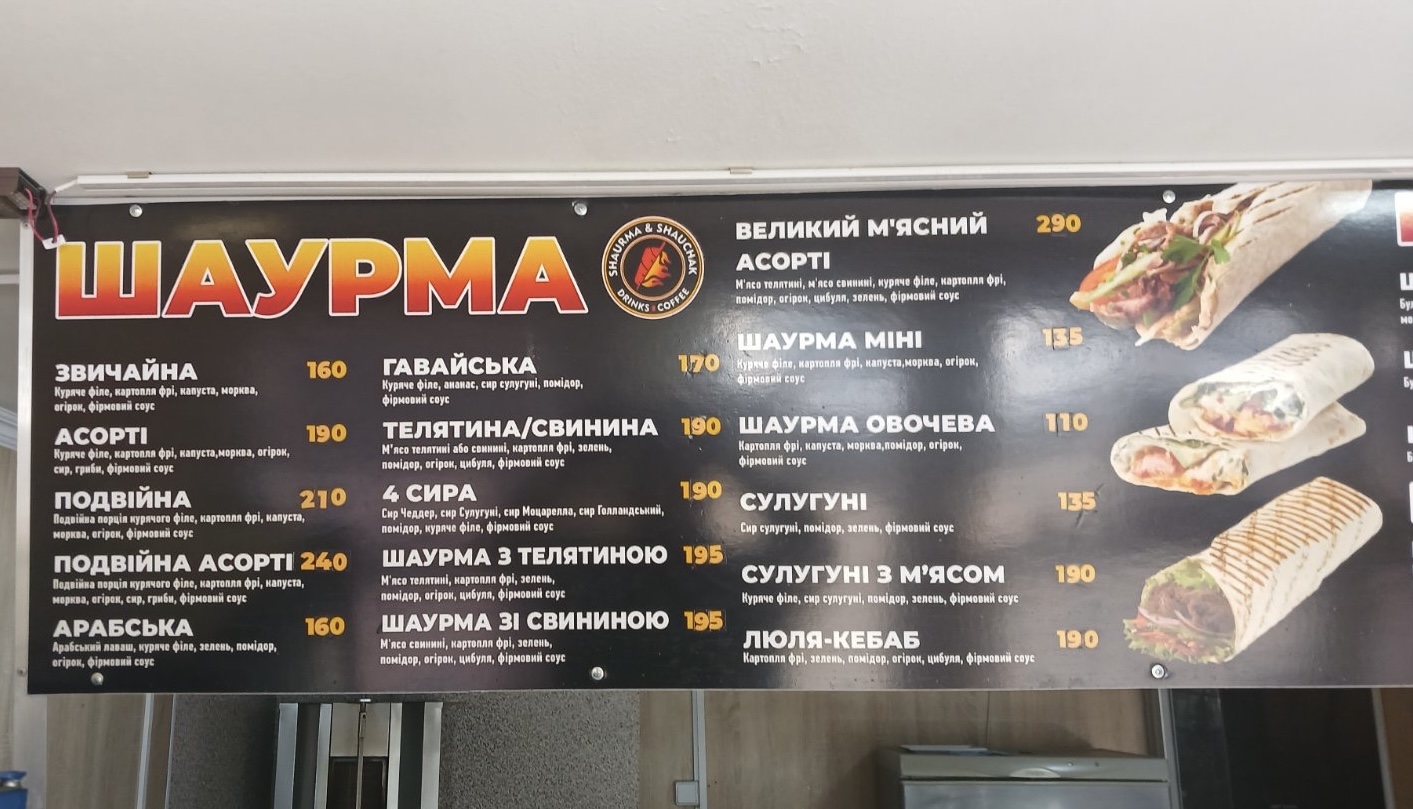 ШАУРМА
SHAURMA & SHAUCHAK
DRINKS • COFFEE
ЗВИЧАЙНА 160
Куряче філе, картопля фрі, капуста, морква,
огірок, фірмовий соус
АСОРТІ 190
Куряче філе, картопля фрі, капуста,морква, огірок,
сир, гриби, фірмовий соус
ПОДВІЙНА 210
Подвійна порція курячого філе, картопля фрі, капуста,
морква, огірок, фірмовий соус
ПОДВІЙНА АСОРТІ 240
Подвійна порція курячого філе, картопля фрі, капуста,
морква, огірок, сир, гриби, фірмовий соус
АРАБСЬКА 160
Арабський лаваш, куряче філе, зелень, помідор,
огірок, фірмовий соус
ГАВАЙСЬКА 170
Куряче філе, ананас, сир сулугуні, помідор,
фірмовий соус
ТЕЛЯТИНА/СВИНИНА 190
М'ясо телятині або свинині, картопля фрі, зелень,
помідор, огірок, цибуля, фірмовий соус
4 СИРА 190
Сир Чеддер, сир Сулугуні, сир Моцарелла, сир Голландський,
помідор, куряче філе, фірмовий соус
ШАУРМА З ТЕЛЯТИНОЮ 195
М'ясо телятині, картопля фрі, зелень,
помідор, огірок, цибуля, фірмовий соус
ШАУРМА ЗІ СВИНИНОЮ 195
М'ясо свинині, картопля фрі, зелень,
помідор, огірок, цибуля, фірмовий соус
ВЕЛИКИЙ М'ЯСНИЙ 290
АСОРТІ
М'ясо телятині, м'ясо свинині, куряче філе, картопля фрі,
помідор, огірок, цибуля, зелень, фірмовий соус
ШАУРМА МІНІ 135
Куряче філе, картопля фрі, капуста,морква, огірок,
фірмовий соус
ШАУРМА ОВОЧЕВА 110
Картопля фрі, капуста, морква,помідор, огірок,
фірмовий соус
СУЛУГУНІ 135
Сир сулугуні, помідор, зелень, фірмовий соус
СУЛУГУНІ З М'ЯСОМ 190
Куряче філе, сир сулугуні, помідор, зелень, фірмовий соус
ЛЮЛЯ-КЕБАБ 190
Картопля фрі, зелень, помідор, огірок, цибуля, фірмовий соус